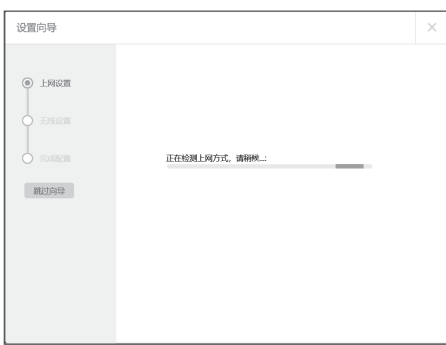 设置向导
上网设置
无线设置
完成配置
跳过向导
正在检测上网方式, 请稍候...: